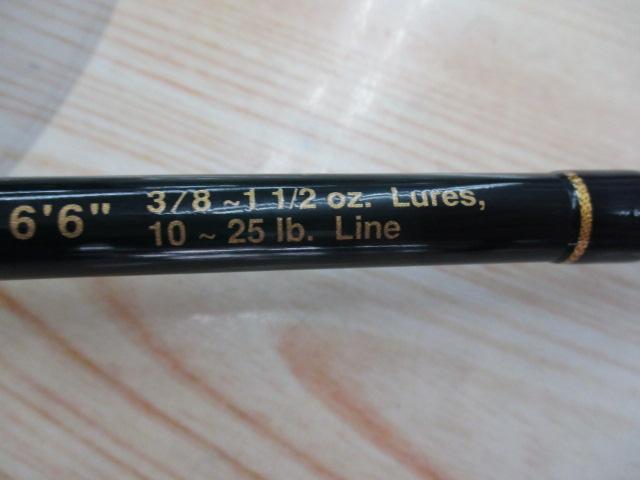 6'6" 3/8 ~1 1/2 oz. Lures,
10 ~ 25 lb. Line